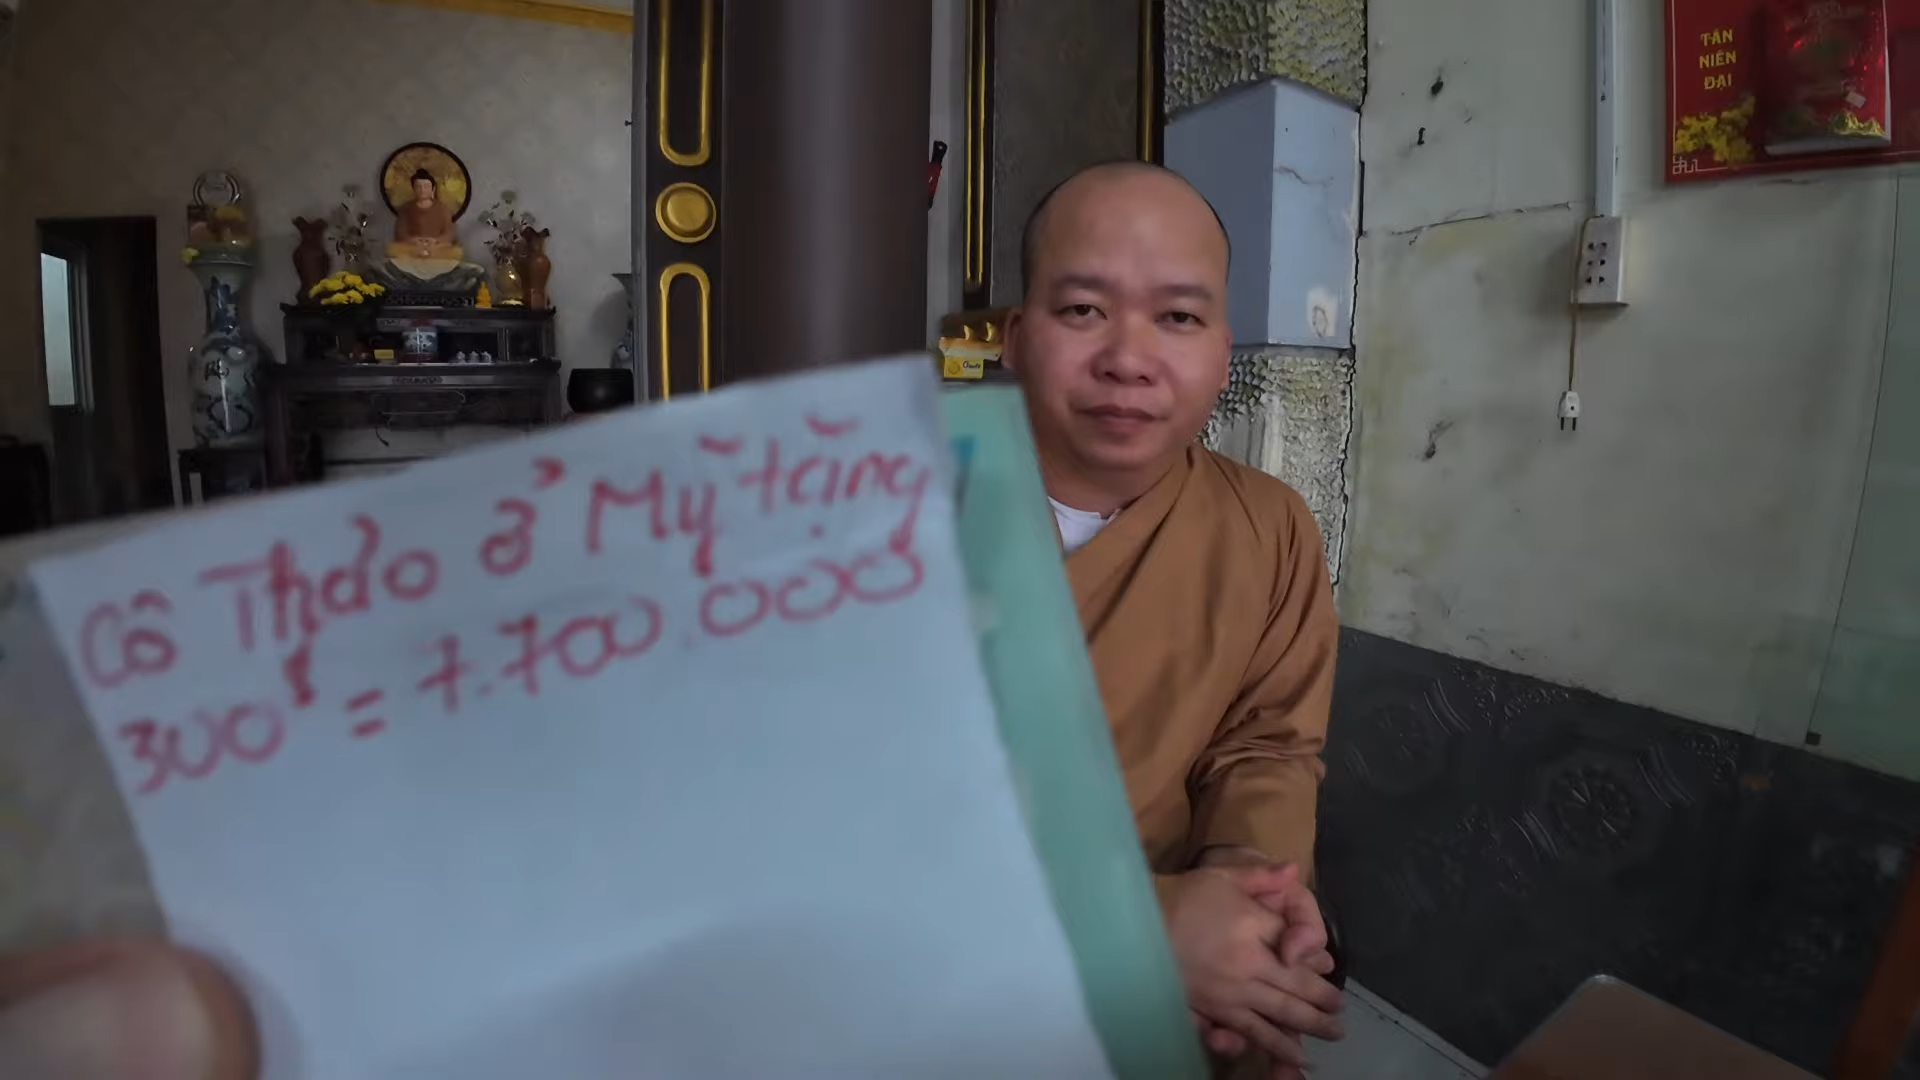 Cô Thảo ở Mỹ tặng
300$ = 7.700.000
TÂN
NIÊN
ĐẠI